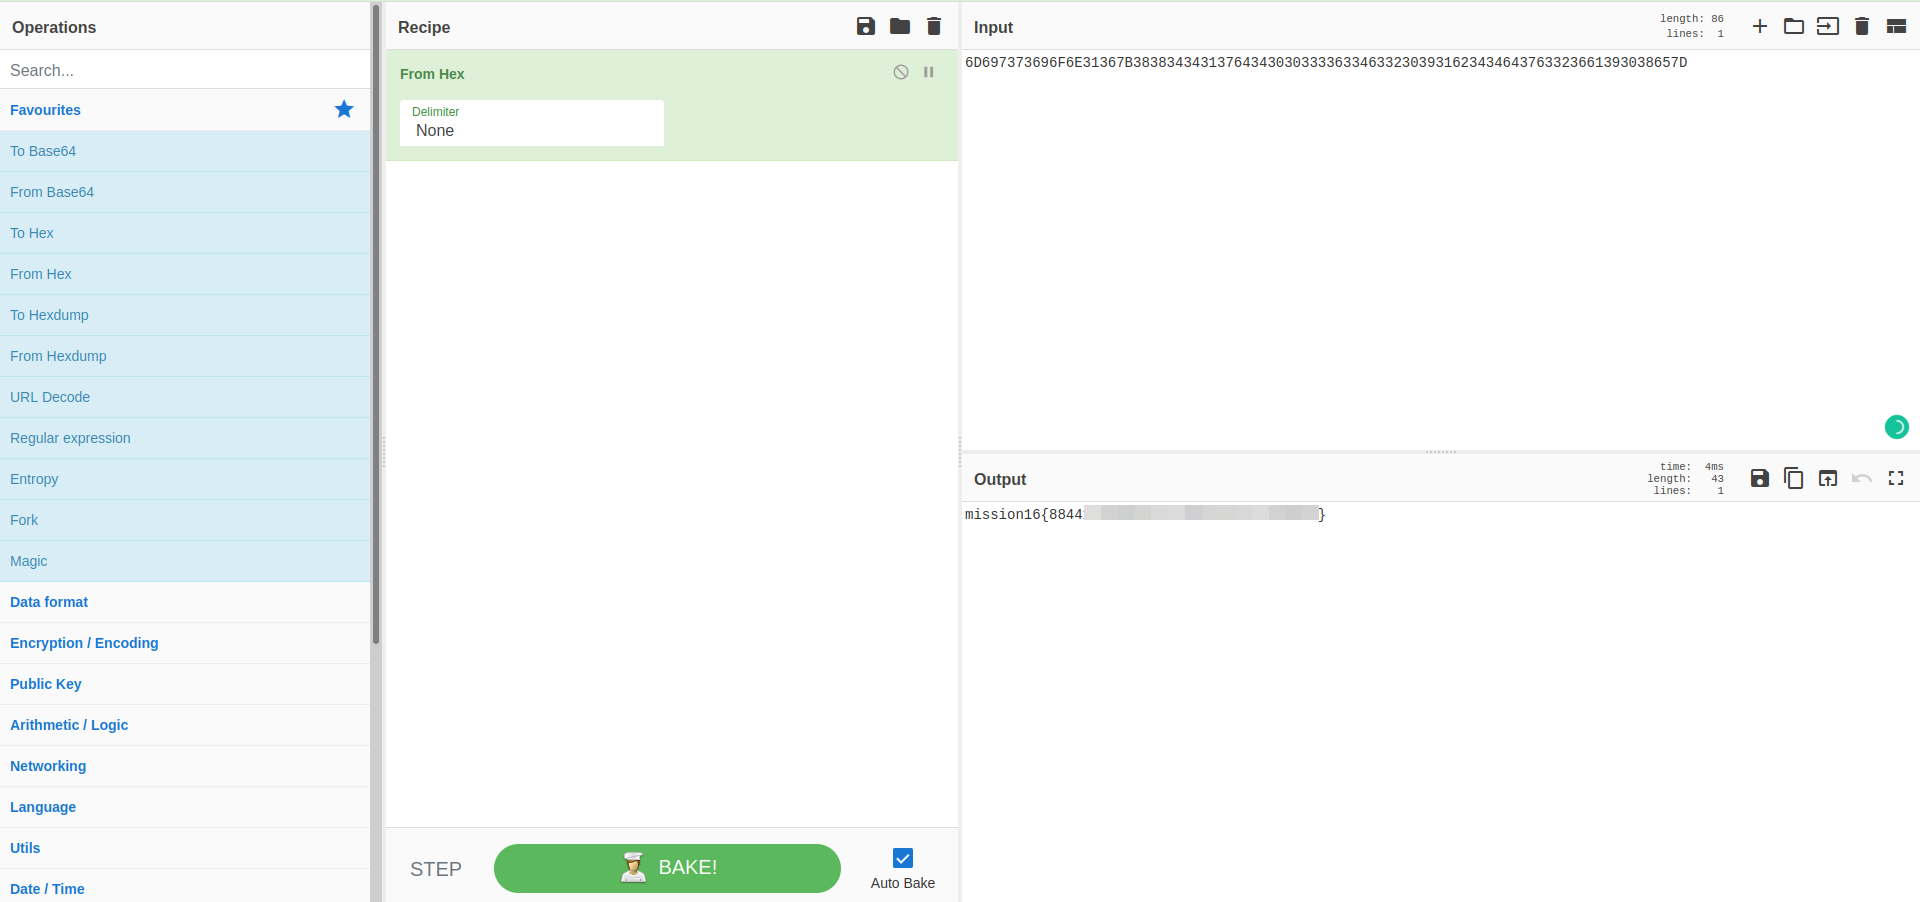 Operations
Search...
Favourites
To Base64
From Base64
To Hex
From Hex
To Hexdump
From Hexdump
URL Decode
Regular expression
Entropy
Fork
Magic
Data format
Encryption / Encoding
Public Key
Arithmetic / Logic
Networking
Language
Utils
Date / Time
Recipe
From Hex
Delimiter
None
STEP
BAKE!
Auto Bake
Input
length: 86
lines: 1
6D697373696F6E31367B38383434313764343030333363346332303931623434643763323661393038657D
Output
time: 4ms
length: 43
lines: 1
mission16{8844 }